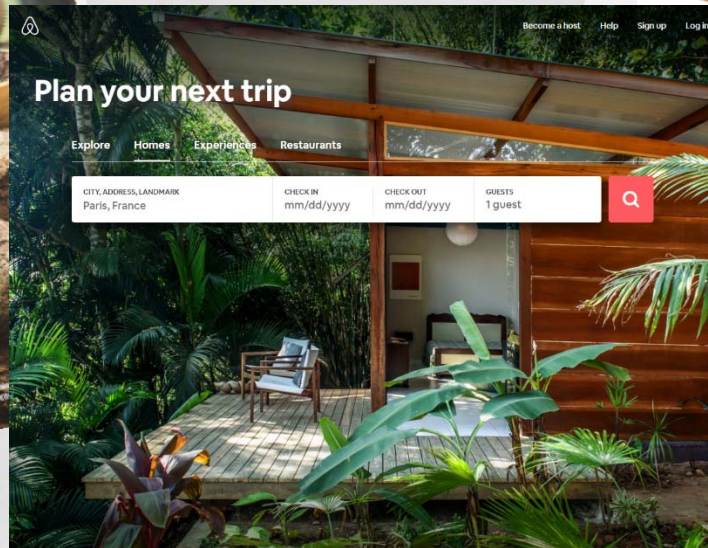 Become a host Help Sign up Log in
Plan your next trip
Explore Homes Experiences Restaurants
CITY, ADDRESS, LANDMARK CHECK IN CHECK OUT GUESTS
Paris, France mm/dd/yyyy mm/dd/yyyy 1 guest